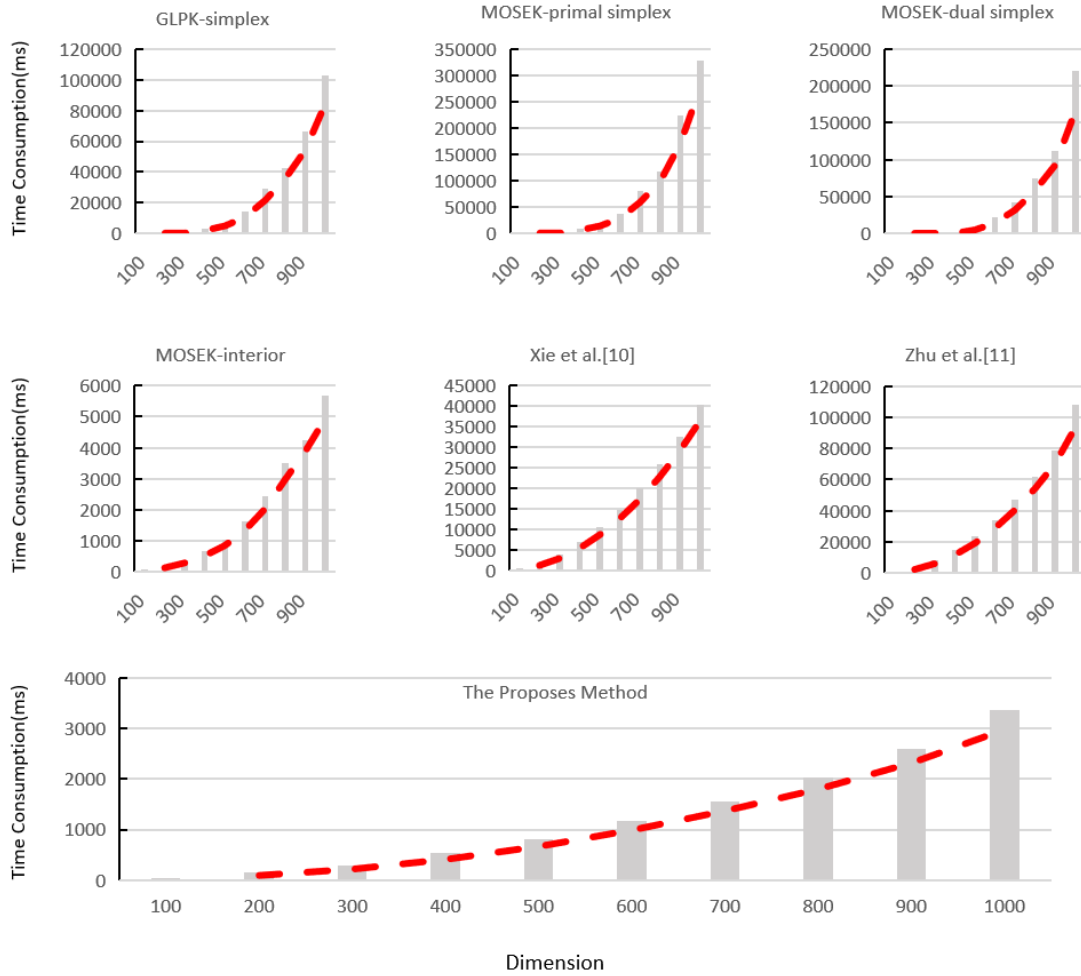 GLPK-simplex
MOSEK-primal simplex
MOSEK-dual simplex
Time Consumption(ms)
120000
100000
80000
60000
40000
20000
0
100 300 500 700 900
350000
300000
250000
200000
150000
100000
50000
0
100 300 500 700 900
250000
200000
150000
100000
50000
0
100 300 500 700 900
MOSEK-interior
Xie et al.[10]
Zhu et al.[11]
Time Consumption(ms)
6000
5000
4000
3000
2000
1000
0
100 300 500 700 900
45000
40000
35000
30000
25000
20000
15000
10000
5000
0
100 300 500 700 900
120000
100000
80000
60000
40000
20000
0
100 300 500 700 900
The Proposes Method
Time Consumption(ms)
4000
3000
2000
1000
0
100 200 300 400 500 600 700 800 900 1000
Dimension